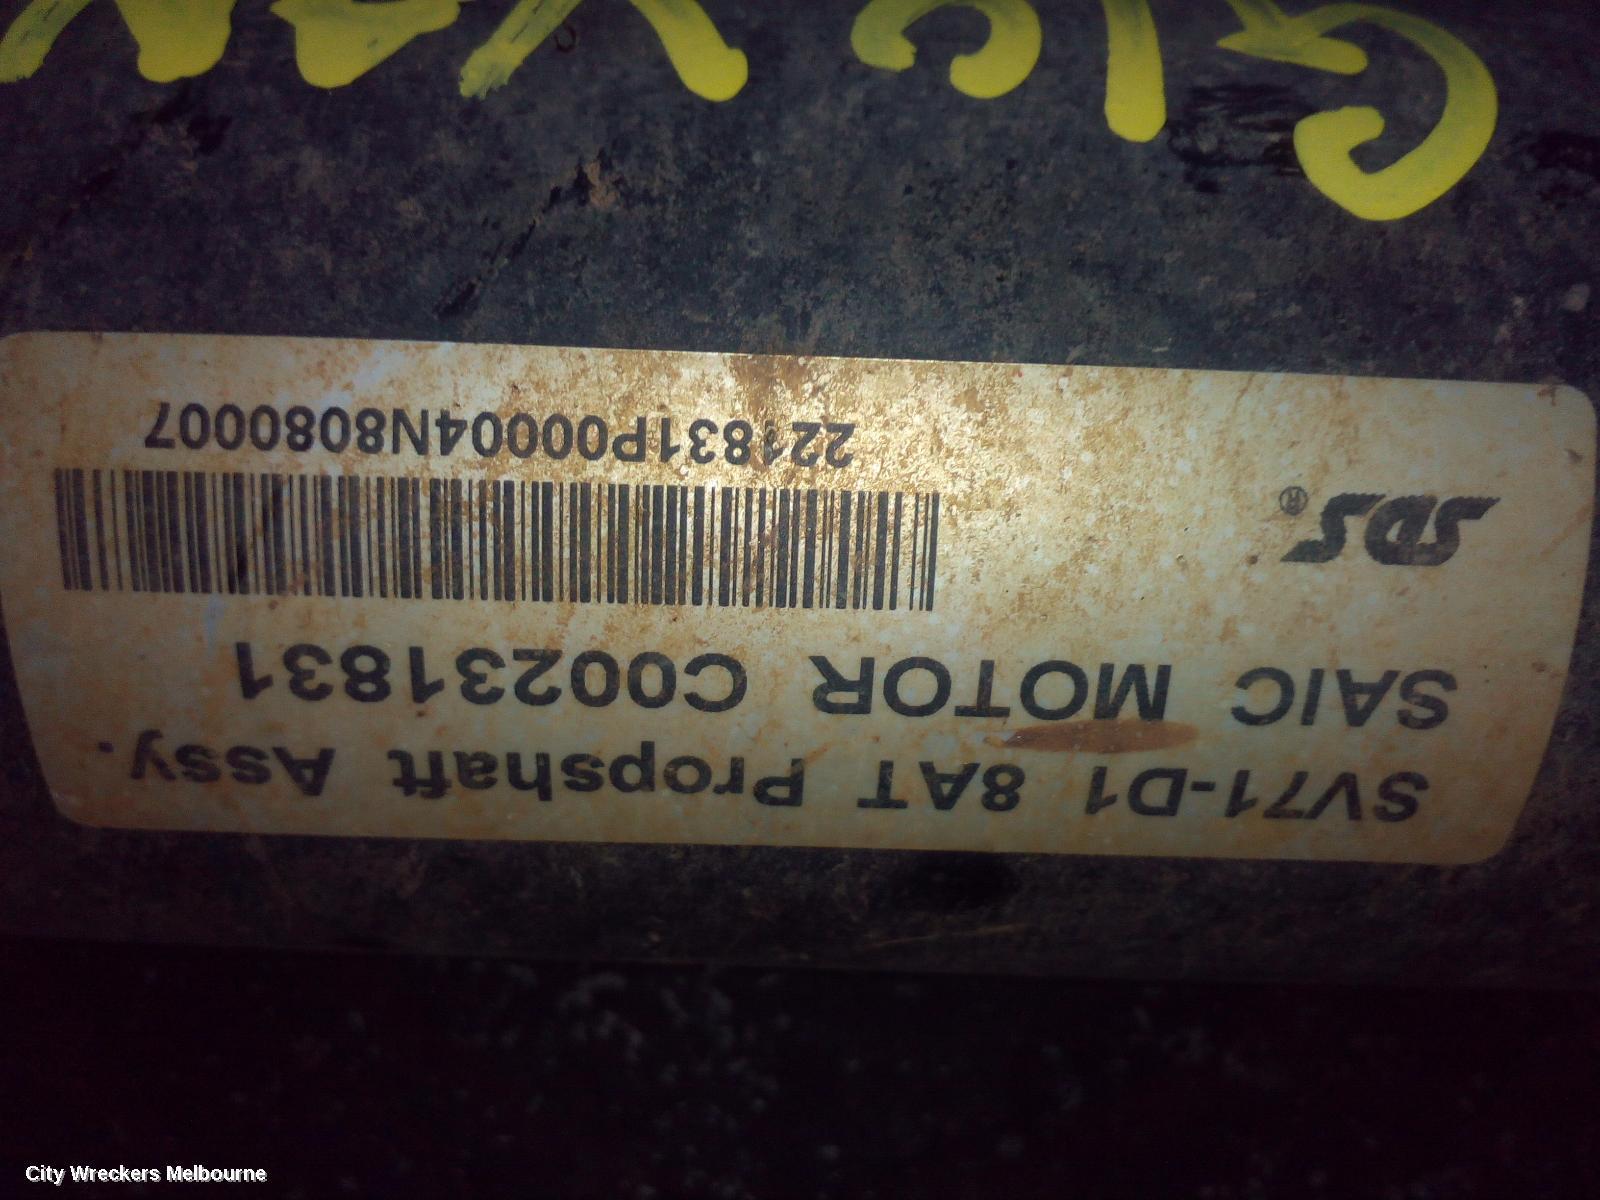 SV71-D1 8AT Propshaft Assy.
SAIC MOTOR C00231831
SDS®
221831P00004N8080007
City Wreckers Melbourne